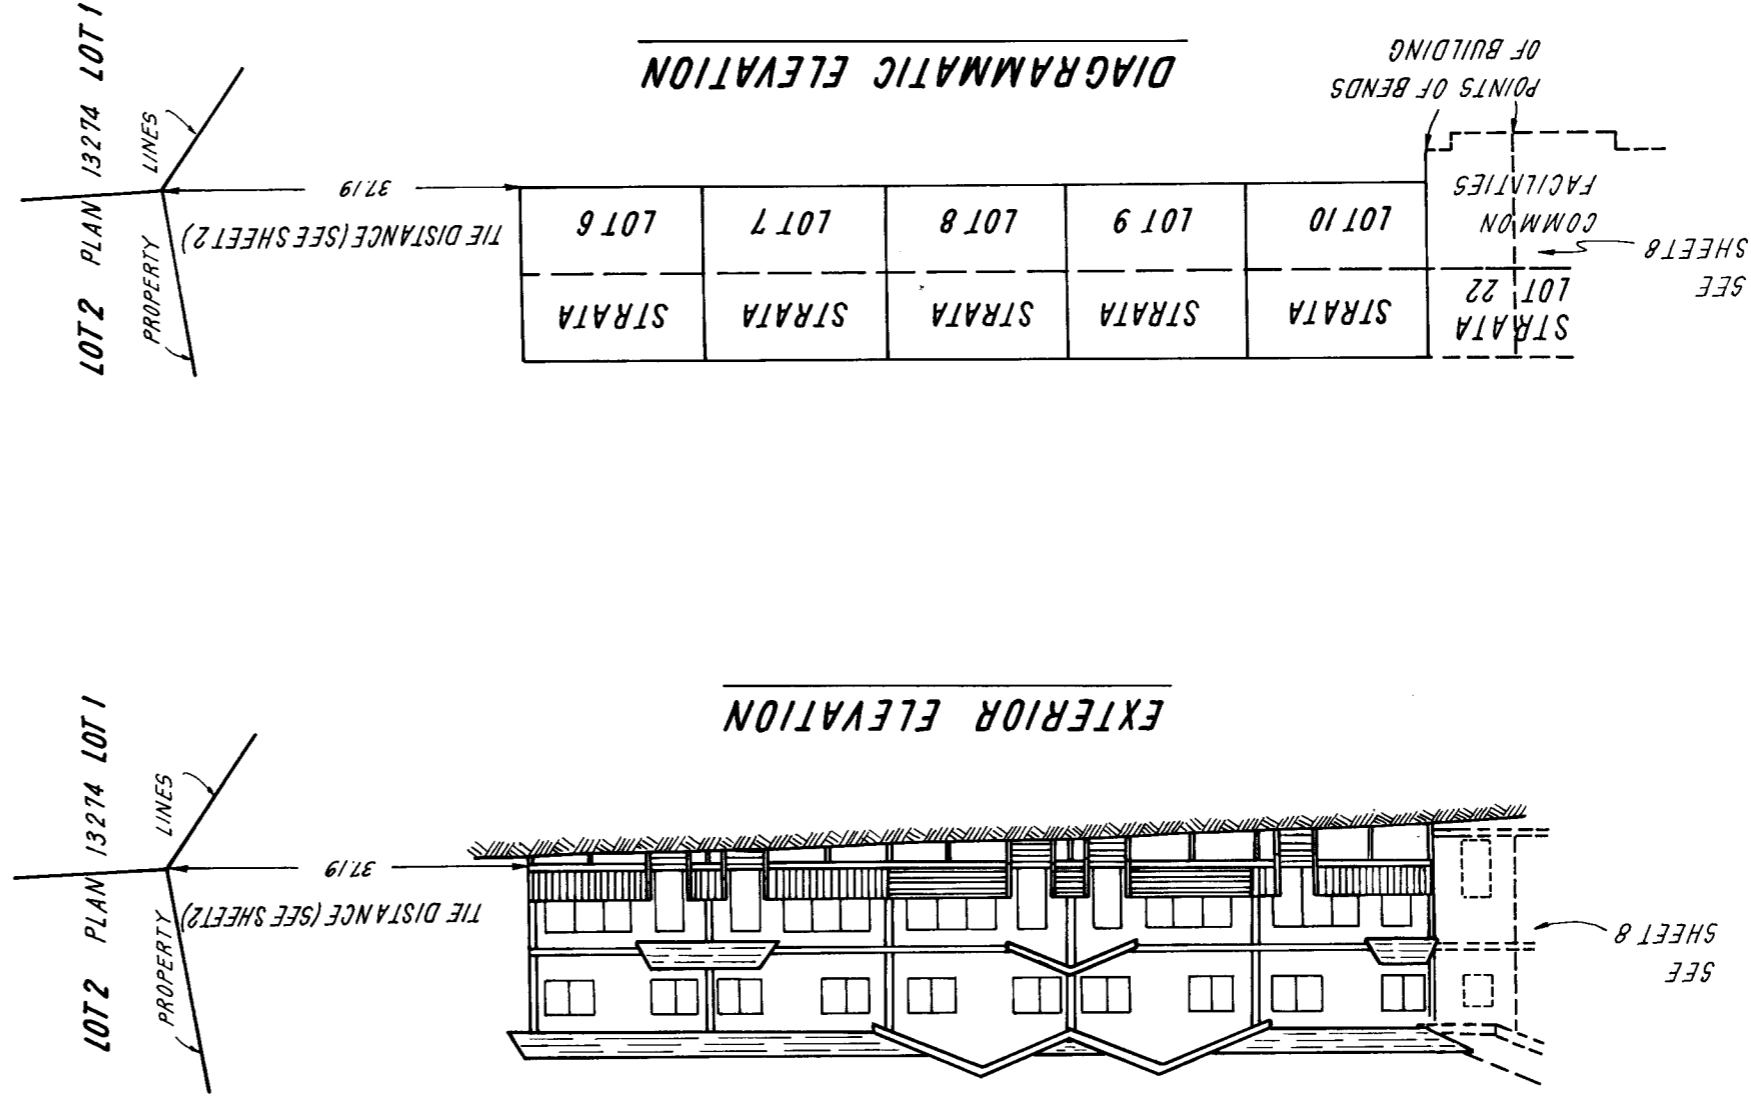 SEE
SHEET 8
TIE DISTANCE (SEE SHEET 2)
37.19
PROPERTY LINES
LOT 2 PLAN 13274 LOT 1
EXTERIOR ELEVATION
STRATA
LOT 22
STRATA
LOT 10
STRATA
LOT 9
STRATA
LOT 8
STRATA
LOT 7
STRATA
LOT 6
SEE
SHEET 8
COMMON
FACILITIES
TIE DISTANCE (SEE SHEET 2)
37.19
PROPERTY LINES
LOT 2 PLAN 13274 LOT 1
POINTS OF BENDS
OF BUILDING
DIAGRAMMATIC ELEVATION